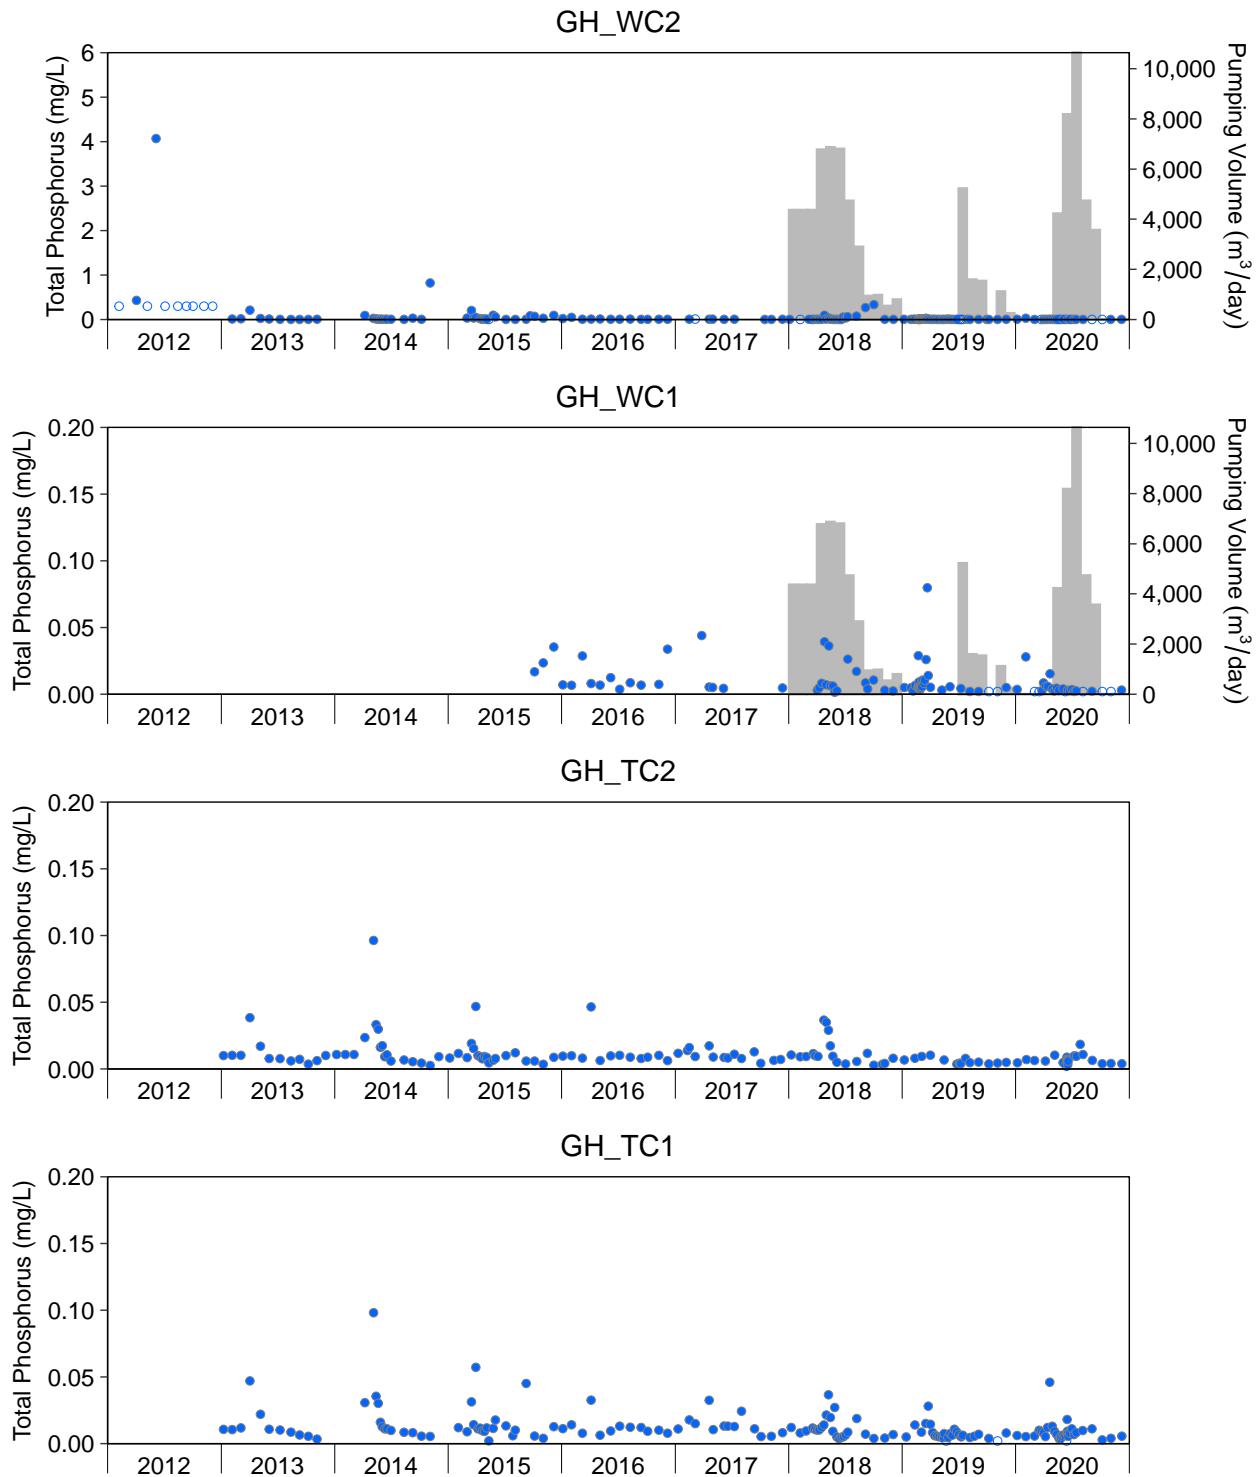 GH_WC2
Total Phosphorus (mg/L)
6
5
4
3
2
1
0
10,000
8,000
6,000
4,000
2,000
0
Pumping Volume (m³/day)
2012 2013 2014 2015 2016 2017 2018 2019 2020
GH_WC1
Total Phosphorus (mg/L)
0.20
0.15
0.10
0.05
0.00
10,000
8,000
6,000
4,000
2,000
0
Pumping Volume (m³/day)
2012 2013 2014 2015 2016 2017 2018 2019 2020
GH_TC2
Total Phosphorus (mg/L)
0.20
0.15
0.10
0.05
0.00
2012 2013 2014 2015 2016 2017 2018 2019 2020
GH_TC1
Total Phosphorus (mg/L)
0.20
0.15
0.10
0.05
0.00
2012 2013 2014 2015 2016 2017 2018 2019 2020